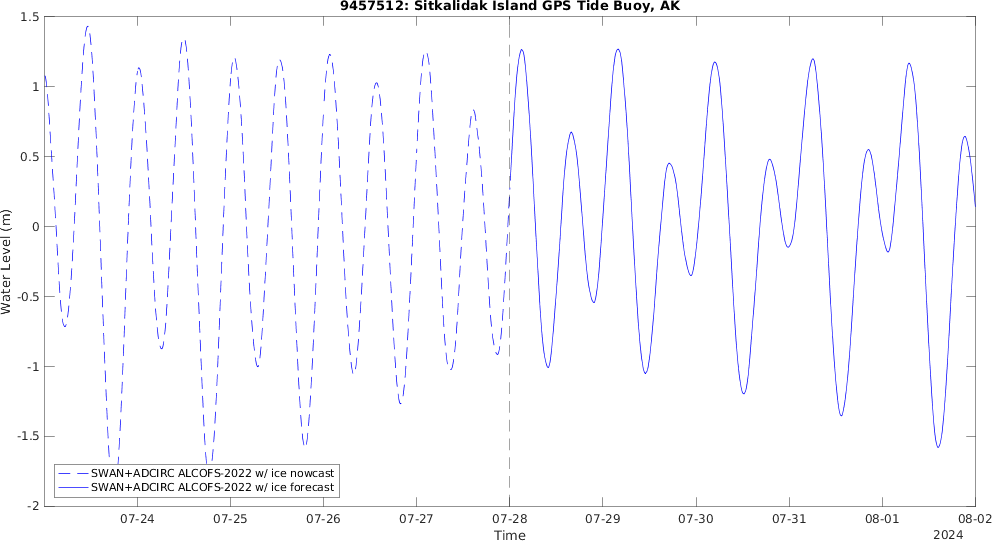 9457512: Sitkalidak Island GPS Tide Buoy, AK
1.5
1
0.5
0
-0.5
-1
-1.5
-2
Water Level (m)
SWAN+ADCIRC ALCOFS-2022 w/ ice nowcast
SWAN+ADCIRC ALCOFS-2022 w/ ice forecast
07-24 07-25 07-26 07-27 07-28 07-29 07-30 07-31 08-01 08-02
Time
2024